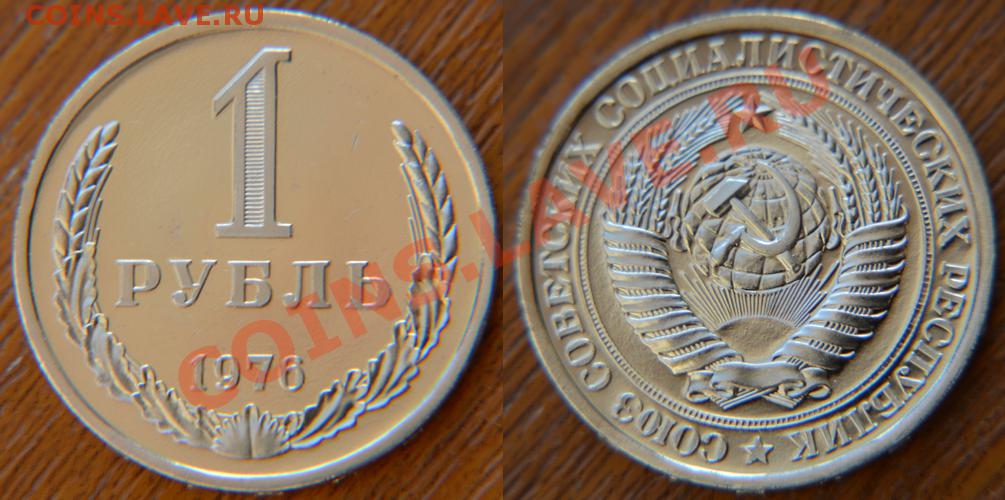 COINS.LAVE.RU
1
РУБЛЬ
1976
СОЮЗ СОВЕТСКИХ СОЦИАЛИСТИЧЕСКИХ РЕСПУБЛИК
COINS.LAVE.RU